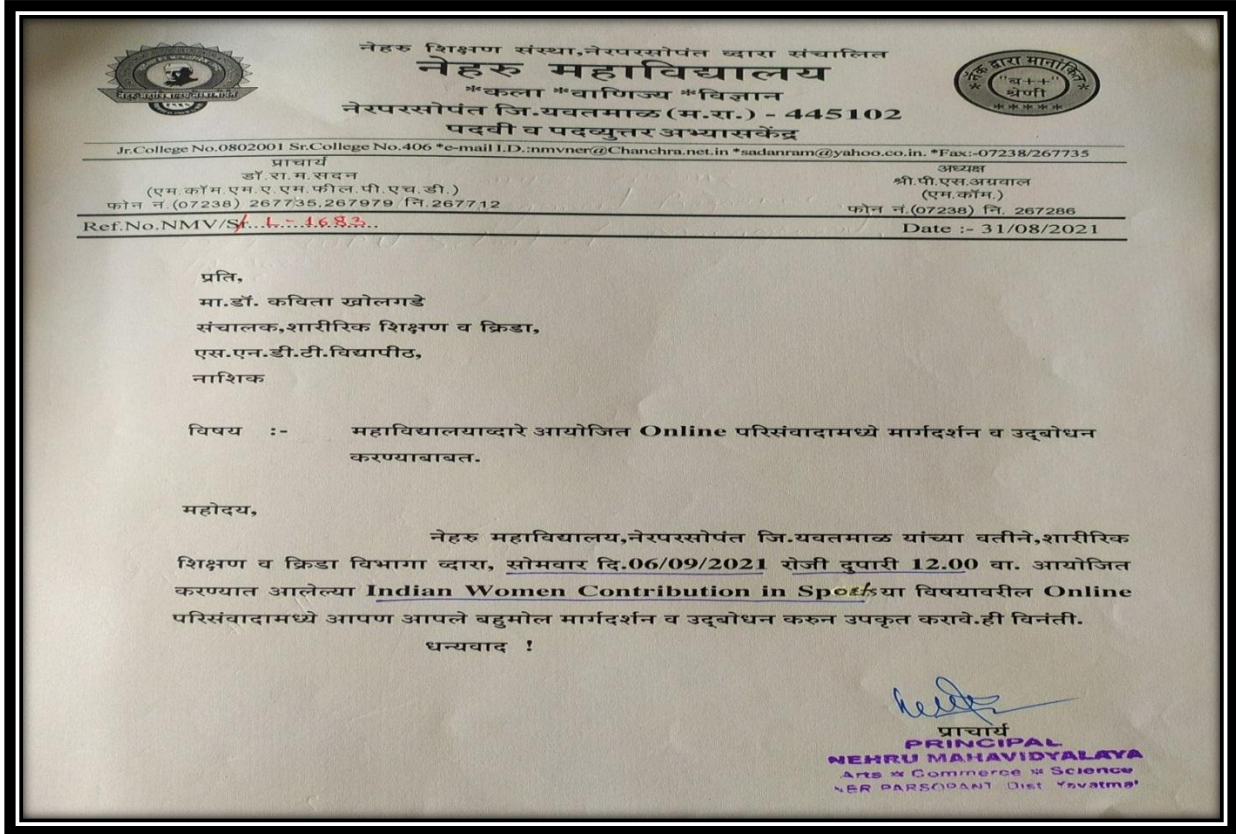 नेहरु शिक्षण संस्था,नेरपरसोपंत व्दारा संचालित
नेहरु महाविद्यालय
*कला *वाणिज्य *विज्ञान
नेरपरसोपंत जि.यवतमाळ (म.रा.) - 445102
पदवी व पदव्युत्तर अभ्यासकेंद्र
नॅक द्वारा मानांकित
"ब++"
श्रेणी
Jr.College No.0802001 Sr.College No.406 *e-mail I.D.:nmvner@Chanchra.net.in *sadanram@yahoo.co.in. *Fax:-07238/267735
प्राचार्य
डॉ.रा.म.सदन
(एम.कॉम.एम.ए.एम.फील.पी.एच.डी.)
फोन नं.(07238) 267735,267979 नि.267712
अध्यक्ष
श्री.पी.एस.अग्रवाल
(एम.कॉम.)
फोन नं.(07238) नि. 267286
Ref.No.NMV/Sr. L - 1683
Date :- 31/08/2021
प्रति,
मा.डॉ. कविता खोलगडे
संचालक,शारीरिक शिक्षण व क्रिडा,
एस.एन.डी.टी.विद्यापीठ,
नाशिक
विषय :- महाविद्यालयाव्दारे आयोजित Online परिसंवादामध्ये मार्गदर्शन व उद्‌बोधन
करण्याबाबत.
महोदय,
नेहरु महाविद्यालय,नेरपरसोपंत जि.यवतमाळ यांच्या वतीने,शारीरिक
शिक्षण व क्रिडा विभागा व्दारा, सोमवार दि.06/09/2021 रोजी दुपारी 12.00 वा. आयोजित
करण्यात आलेल्या Indian Women Contribution in Sports या विषयावरील Online
परिसंवादामध्ये आपण आपले बहुमोल मार्गदर्शन व उद्‌बोधन करुन उपकृत करावे.ही विनंती.
धन्यवाद !
प्राचार्य
PRINCIPAL
NEHRU MAHAVIDYALAYA
Arts * Commerce * Science
NER PARSOPANT Dist Yavatmal